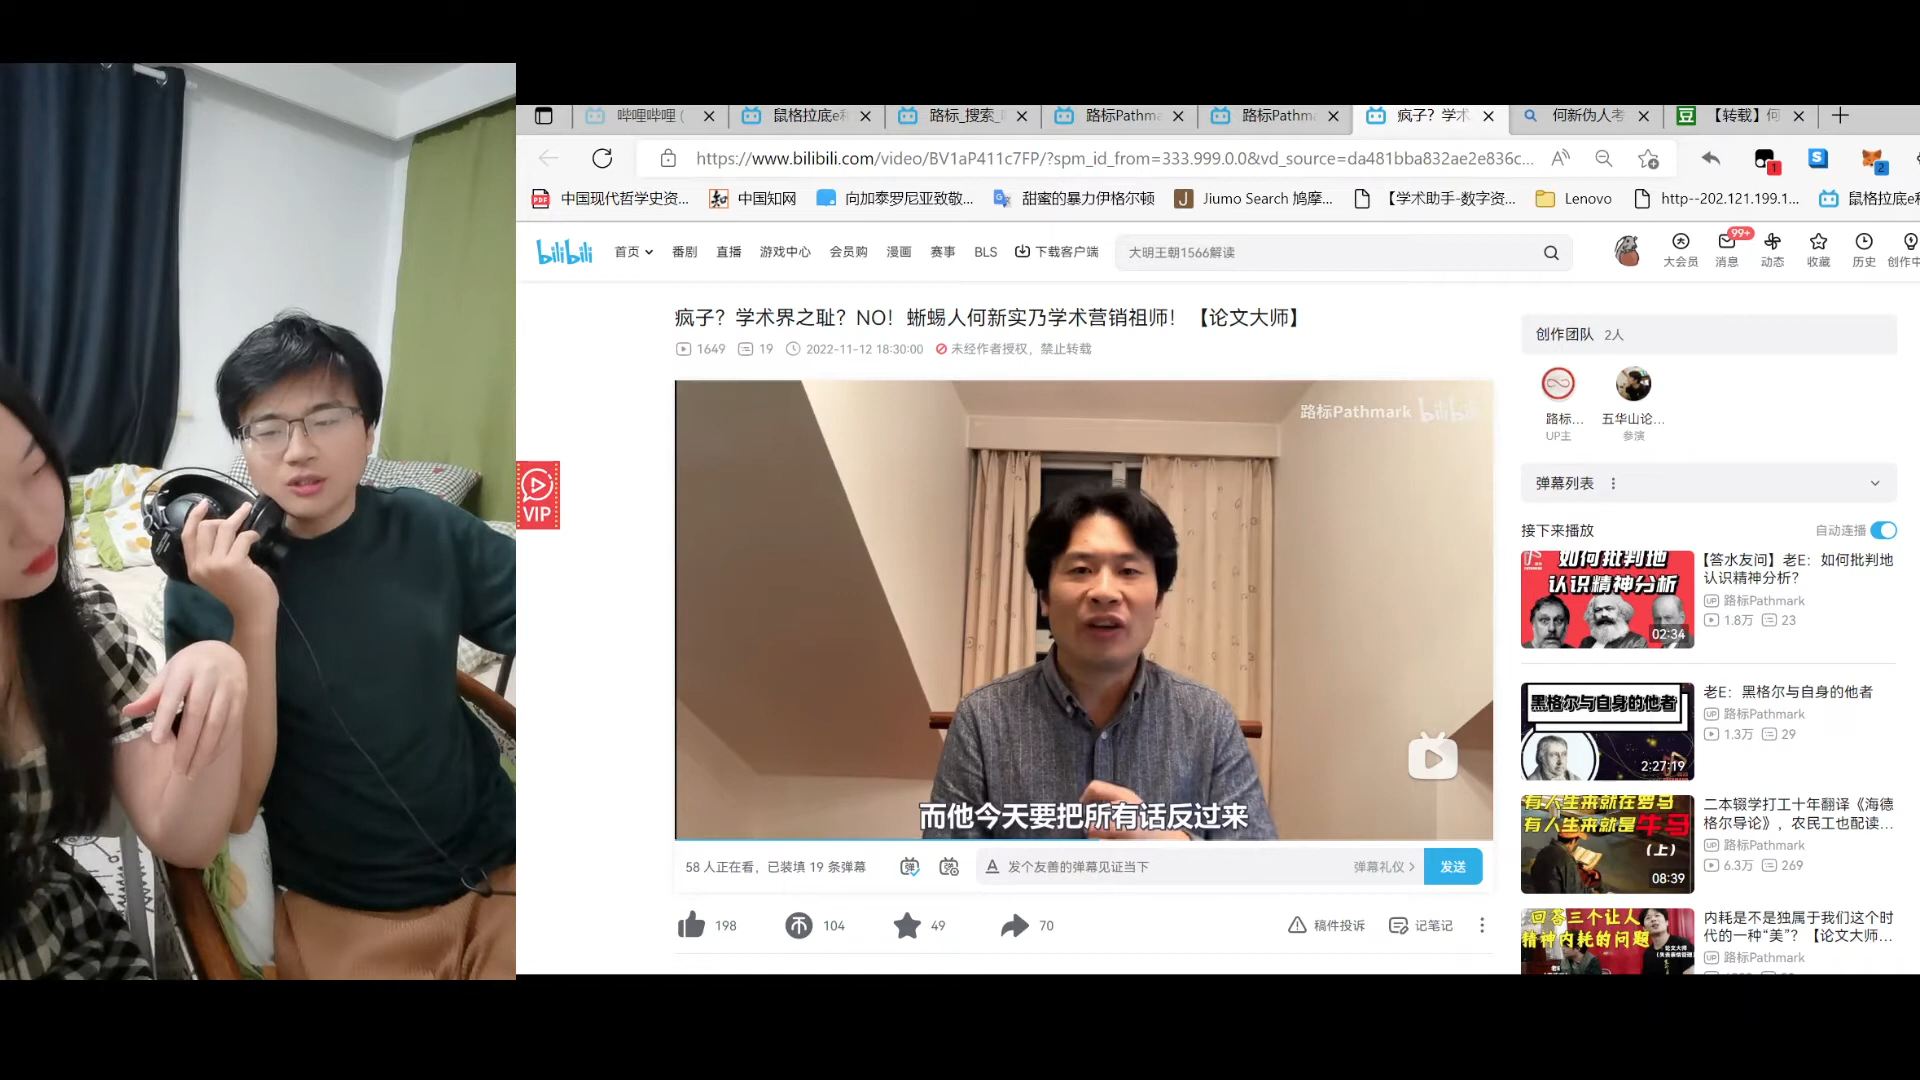 哔哩哔哩 (
鼠格拉底e和
路标_搜索_
路标Pathma
路标Pathma
疯子？学术
何新伪人考
【转载】何
https://www.bilibili.com/video/BV1aP411c7FP/?spm_id_from=333.999.0.0&vd_source=da481bba832ae2e836c...
中国现代哲学史资...
中国知网
向加泰罗尼亚致敬...
甜蜜的暴力伊格尔顿
Jiumo Search 鸠摩...
【学术助手-数字资...
Lenovo
http--202.121.199.1...
鼠格拉底e和
bilibili
首页
番剧
直播
游戏中心
会员购
漫画
赛事
BLS
下载客户端
大明王朝1566解读
大会员
99+
消息
动态
收藏
历史
创作中
疯子？学术界之耻？NO！蜥蜴人何新实乃学术营销祖师！【论文大师】
1649 19 2022-11-12 18:30:00 未经作者授权，禁止转载
路标Pathmark bilibili
而他今天要把所有话反过来
VIP
58 人正在看，已装填 19 条弹幕
发个友善的弹幕见证当下
弹幕礼仪 >
发送
198
104
49
70
稿件投诉
记笔记
创作团队 2人
路标...
UP主
五华山论...
参演
弹幕列表
接下来播放
自动连播
如何批判地
认识精神分析
02:34
【答水友问】老E：如何批判地
认识精神分析？
路标Pathmark
1.8万 23
黑格尔与自身的他者
2:27:19
老E：黑格尔与自身的他者
路标Pathmark
1.3万 29
有人生来就在罗马
有人生来就是牛马
（上）
08:39
二本辍学打工十年翻译《海德
格尔导论》，农民工也配读...
路标Pathmark
6.3万 269
回答三个让人
精神内耗的问题
论文大师
内耗是不是独属于我们这个时
代的一种“美”？【论文大师...
路标Pathmark